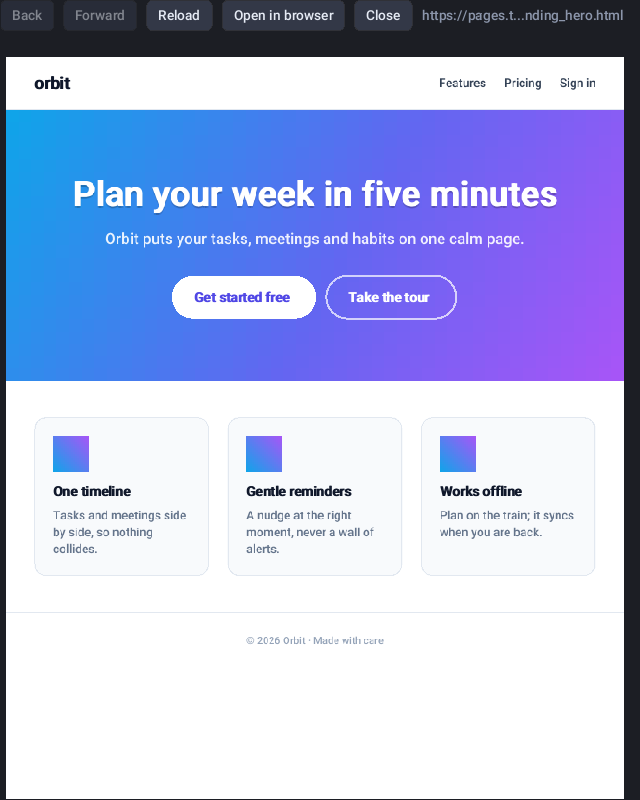 Back Forward Reload Open in browser Close https://pages.t...nding_hero.html
orbit Features Pricing Sign in
Plan your week in five minutes
Orbit puts your tasks, meetings and habits on one calm page.
Get started free Take the tour
One timeline
Tasks and meetings side
by side, so nothing
collides.
Gentle reminders
A nudge at the right
moment, never a wall of
alerts.
Works offline
Plan on the train; it syncs
when you are back.
© 2026 Orbit · Made with care